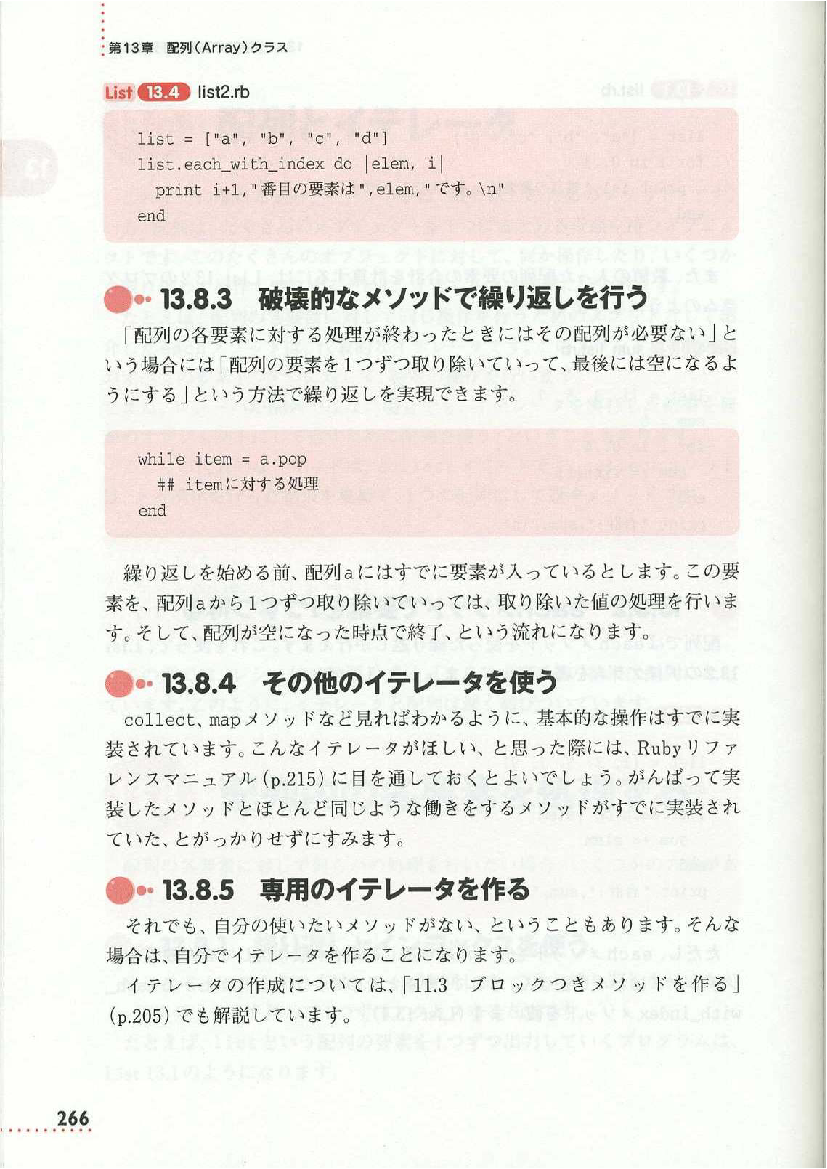 第13章 配列(Array)クラス
List 13.4 list2.rb
list = ["a", "b", "c", "d"]
list.each_with_index do |elem, i|
  print i+1,"番目の要素は",elem,"です。\n"
end
13.8.3 破壊的なメソッドで繰り返しを行う
「配列の各要素に対する処理が終わったときにはその配列が必要ない」と
いう場合には「配列の要素を1つずつ取り除いていって、最後には空になるよ
うにする」という方法で繰り返しを実現できます。
while item = a.pop
  ## itemに対する処理
end
繰り返しを始める前、配列aにはすでに要素が入っているとします。この要
素を、配列aから1つずつ取り除いていっては、取り除いた値の処理を行いま
す。そして、配列が空になった時点で終了、という流れになります。
13.8.4 その他のイテレータを使う
collect、mapメソッドなど見ればわかるように、基本的な操作はすでに実
装されています。こんなイテレータがほしい、と思った際には、Rubyリファ
レンスマニュアル(p.215)に目を通しておくとよいでしょう。がんばって実
装したメソッドとほとんど同じような働きをするメソッドがすでに実装され
ていた、とがっかりせずにすみます。
13.8.5 専用のイテレータを作る
それでも、自分の使いたいメソッドがない、ということもあります。そんな
場合は、自分でイテレータを作ることになります。
イテレータの作成については、「11.3 ブロックつきメソッドを作る」
(p.205)でも解説しています。
266